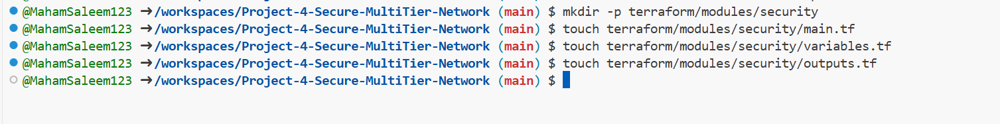 @MahamSaleem123 ➜/workspaces/Project-4-Secure-MultiTier-Network (main) $ mkdir -p terraform/modules/security
@MahamSaleem123 ➜/workspaces/Project-4-Secure-MultiTier-Network (main) $ touch terraform/modules/security/main.tf
@MahamSaleem123 ➜/workspaces/Project-4-Secure-MultiTier-Network (main) $ touch terraform/modules/security/variables.tf
@MahamSaleem123 ➜/workspaces/Project-4-Secure-MultiTier-Network (main) $ touch terraform/modules/security/outputs.tf
@MahamSaleem123 ➜/workspaces/Project-4-Secure-MultiTier-Network (main) $